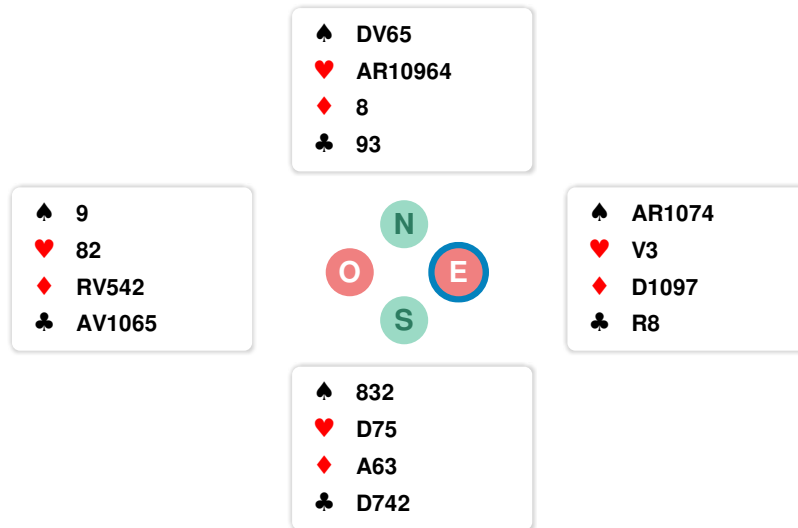 ♠ DV65
♥ AR10964
♦ 8
♣ 93
♠ 9
♥ 82
♦ RV542
♣ AV1065
N
O E
S
♠ AR1074
♥ V3
♦ D1097
♣ R8
♠ 832
♥ D75
♦ A63
♣ D742